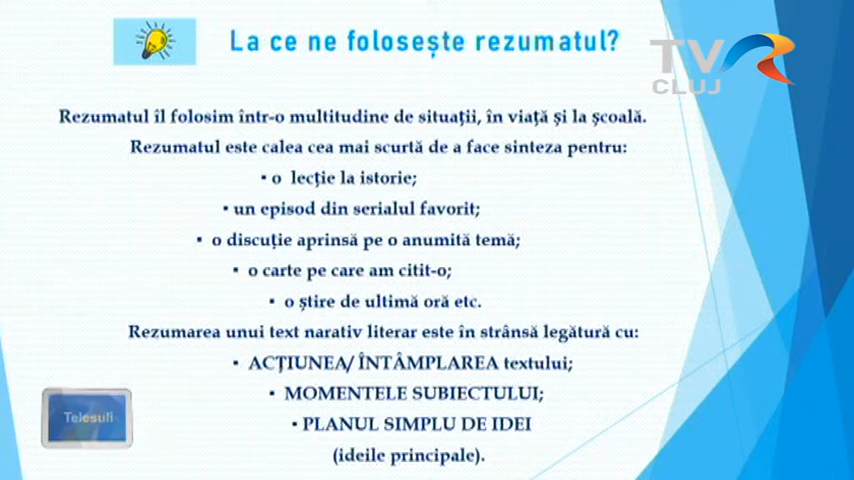 La ce ne folosește rezumatul?
TVR
CLUJ
Rezumatul îl folosim într-o multitudine de situații, în viață și la școală.
Rezumatul este calea cea mai scurtă de a face sinteza pentru:
▪ o lecție la istorie;
▪ un episod din serialul favorit;
▪ o discuție aprinsă pe o anumită temă;
▪ o carte pe care am citit-o;
▪ o știre de ultimă oră etc.
Rezumarea unui text narativ literar este în strânsă legătură cu:
▪ ACȚIUNEA/ ÎNTÂMPLAREA textului;
▪ MOMENTELE SUBIECTULUI;
▪ PLANUL SIMPLU DE IDEI
(ideile principale).